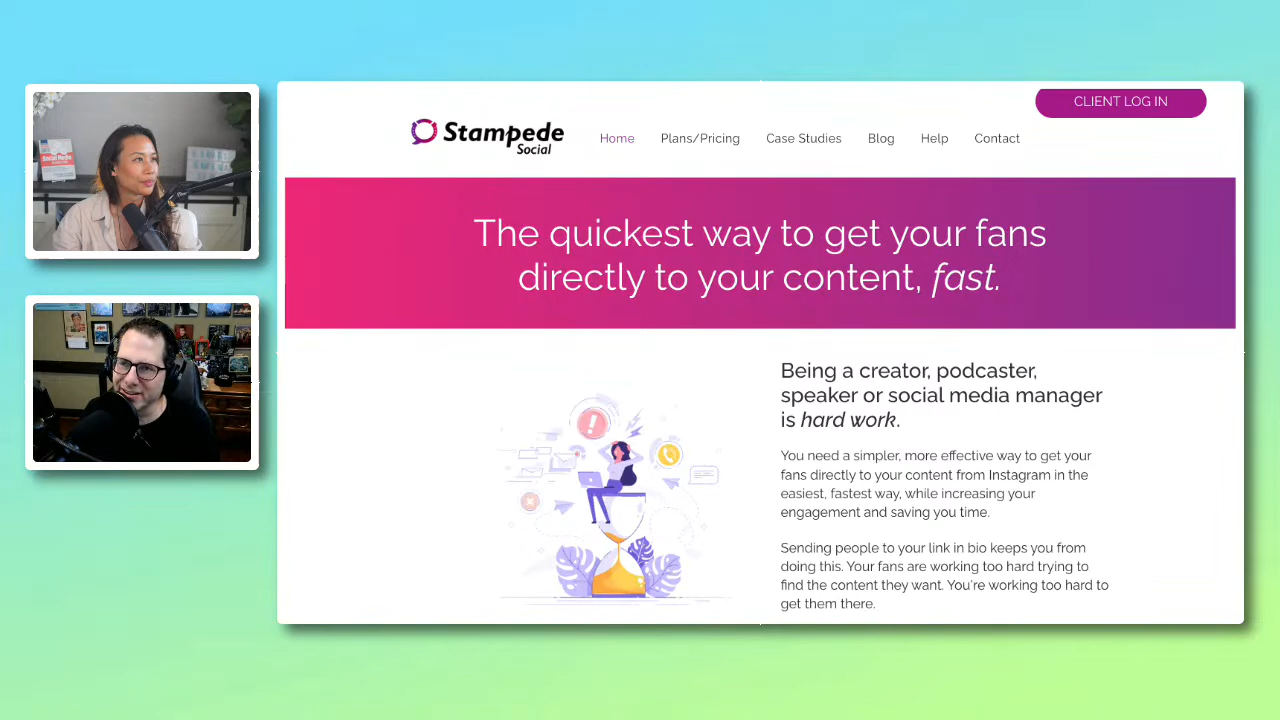 CLIENT LOG IN
Stampede
Social
Home Plans/Pricing Case Studies Blog Help Contact
The quickest way to get your fans
directly to your content, fast.
Being a creator, podcaster,
speaker or social media manager
is hard work.
You need a simpler, more effective way to get your
fans directly to your content from Instagram in the
easiest, fastest way, while increasing your
engagement and saving you time.
Sending people to your link in bio keeps you from
doing this. Your fans are working too hard trying to
find the content they want. You're working too hard to
get them there.
Social Media